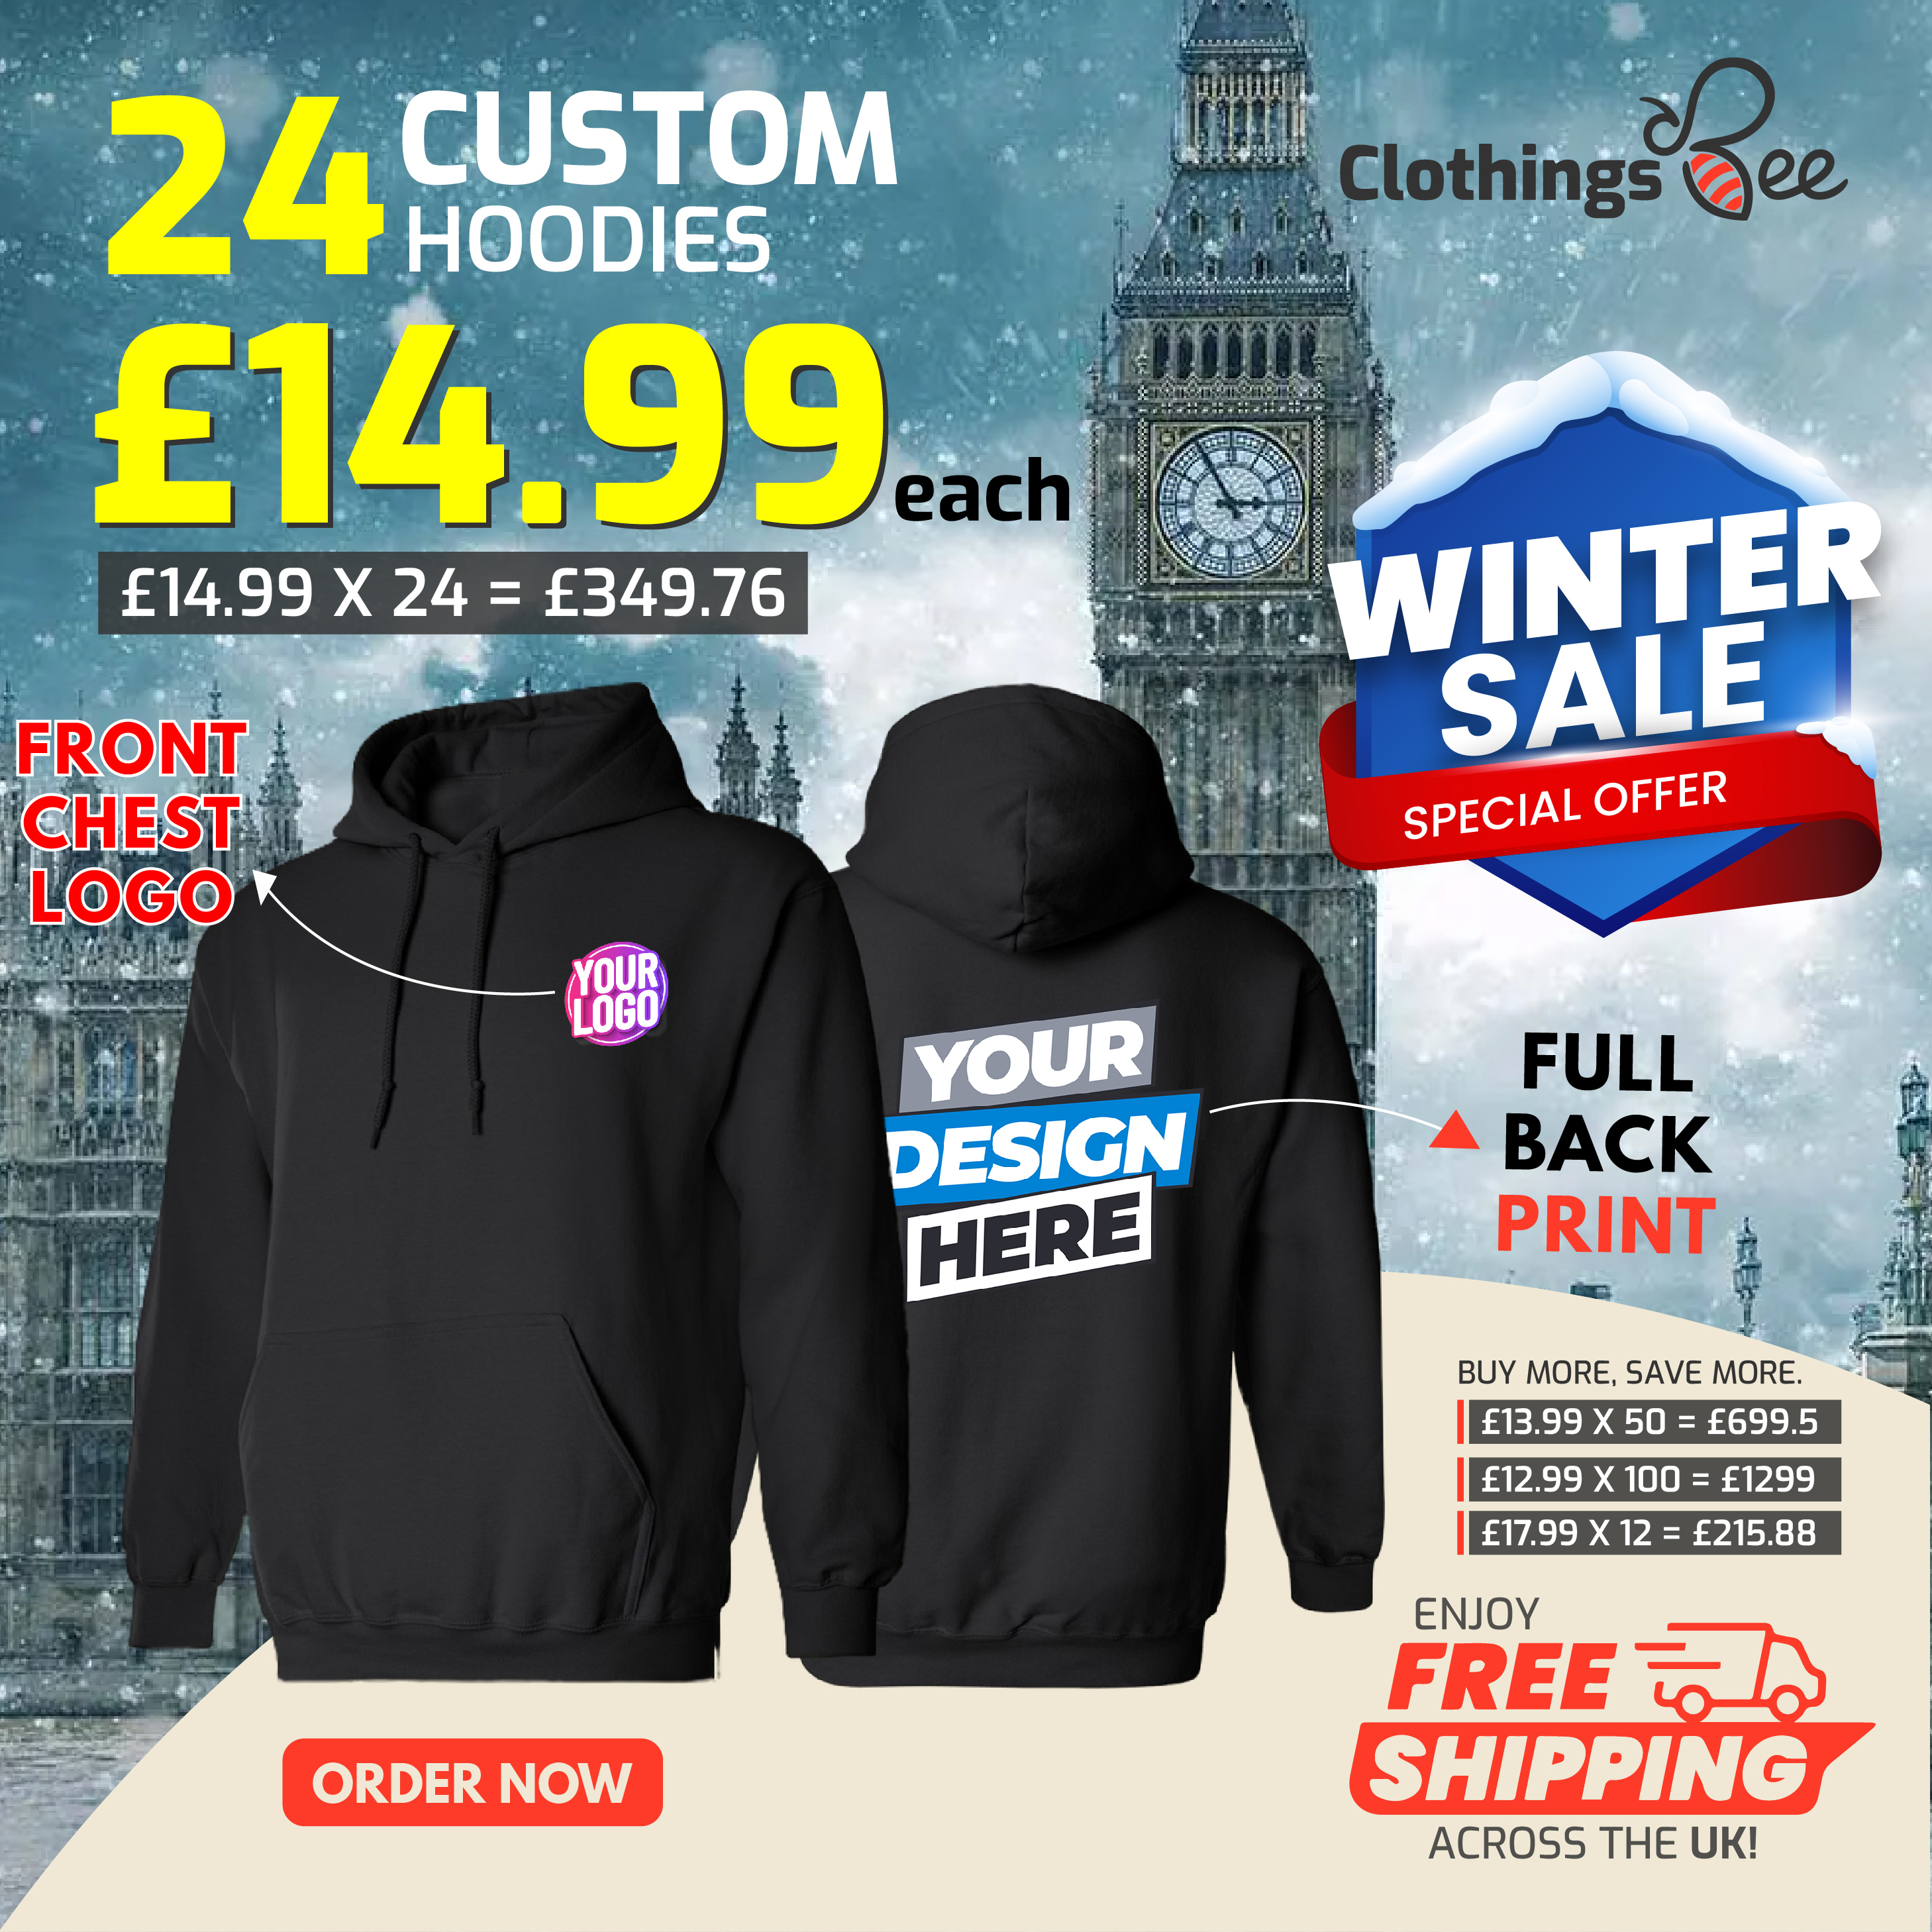 24 CUSTOM
HOODIES
£14.99 each
£14.99 X 24 = £349.76
Clothings Bee
WINTER
SALE
SPECIAL OFFER
FRONT
CHEST
LOGO
YOUR
LOGO
YOUR
DESIGN
HERE
FULL
BACK
PRINT
BUY MORE, SAVE MORE.
£13.99 X 50 = £699.5
£12.99 X 100 = £1299
£17.99 X 12 = £215.88
ENJOY
FREE
SHIPPING
ACROSS THE UK!
ORDER NOW